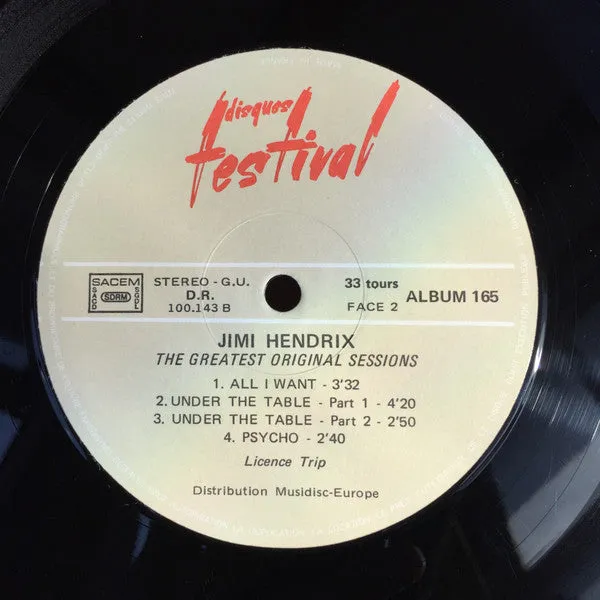 disques
festival
SACEM
SACD SDRM SGDL
STEREO - G.U.
D.R.
100.143 B
33 tours
FACE 2
ALBUM 165
JIMI HENDRIX
THE GREATEST ORIGINAL SESSIONS
1. ALL I WANT - 3'32
2. UNDER THE TABLE - Part 1 - 4'20
3. UNDER THE TABLE - Part 2 - 2'50
4. PSYCHO - 2'40
Licence Trip
Distribution Musidisc-Europe